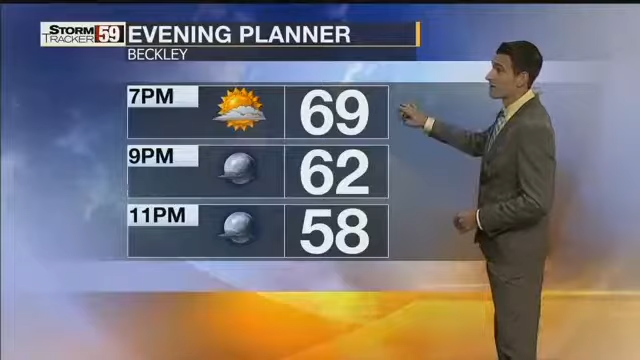 STORM
TRACKER 59
EVENING PLANNER
BECKLEY
7PM 69
9PM 62
11PM 58